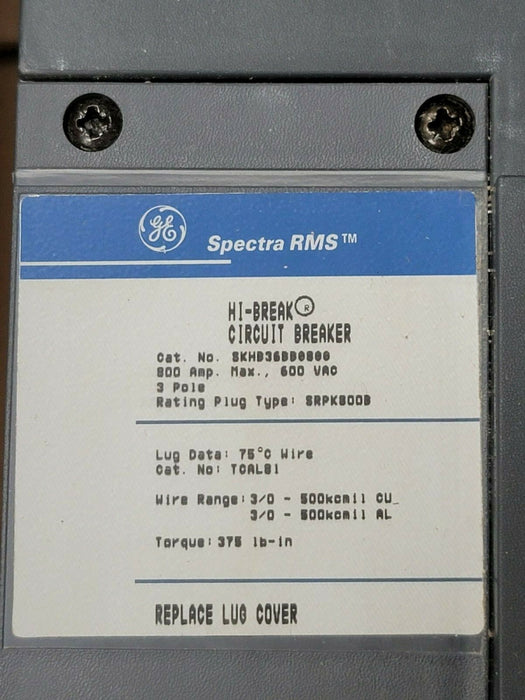 GE Spectra RMS™
HI-BREAK®
CIRCUIT BREAKER
Cat. No. SKHB36BB0800
800 Amp. Max., 600 VAC
3 Pole
Rating Plug Type: SRPK800B
Lug Data: 75°C Wire
Cat. No: TCAL81
Wire Range: 3/0 - 500kcmil CU
3/0 - 500kcmil AL
Torque: 375 lb-in
REPLACE LUG COVER